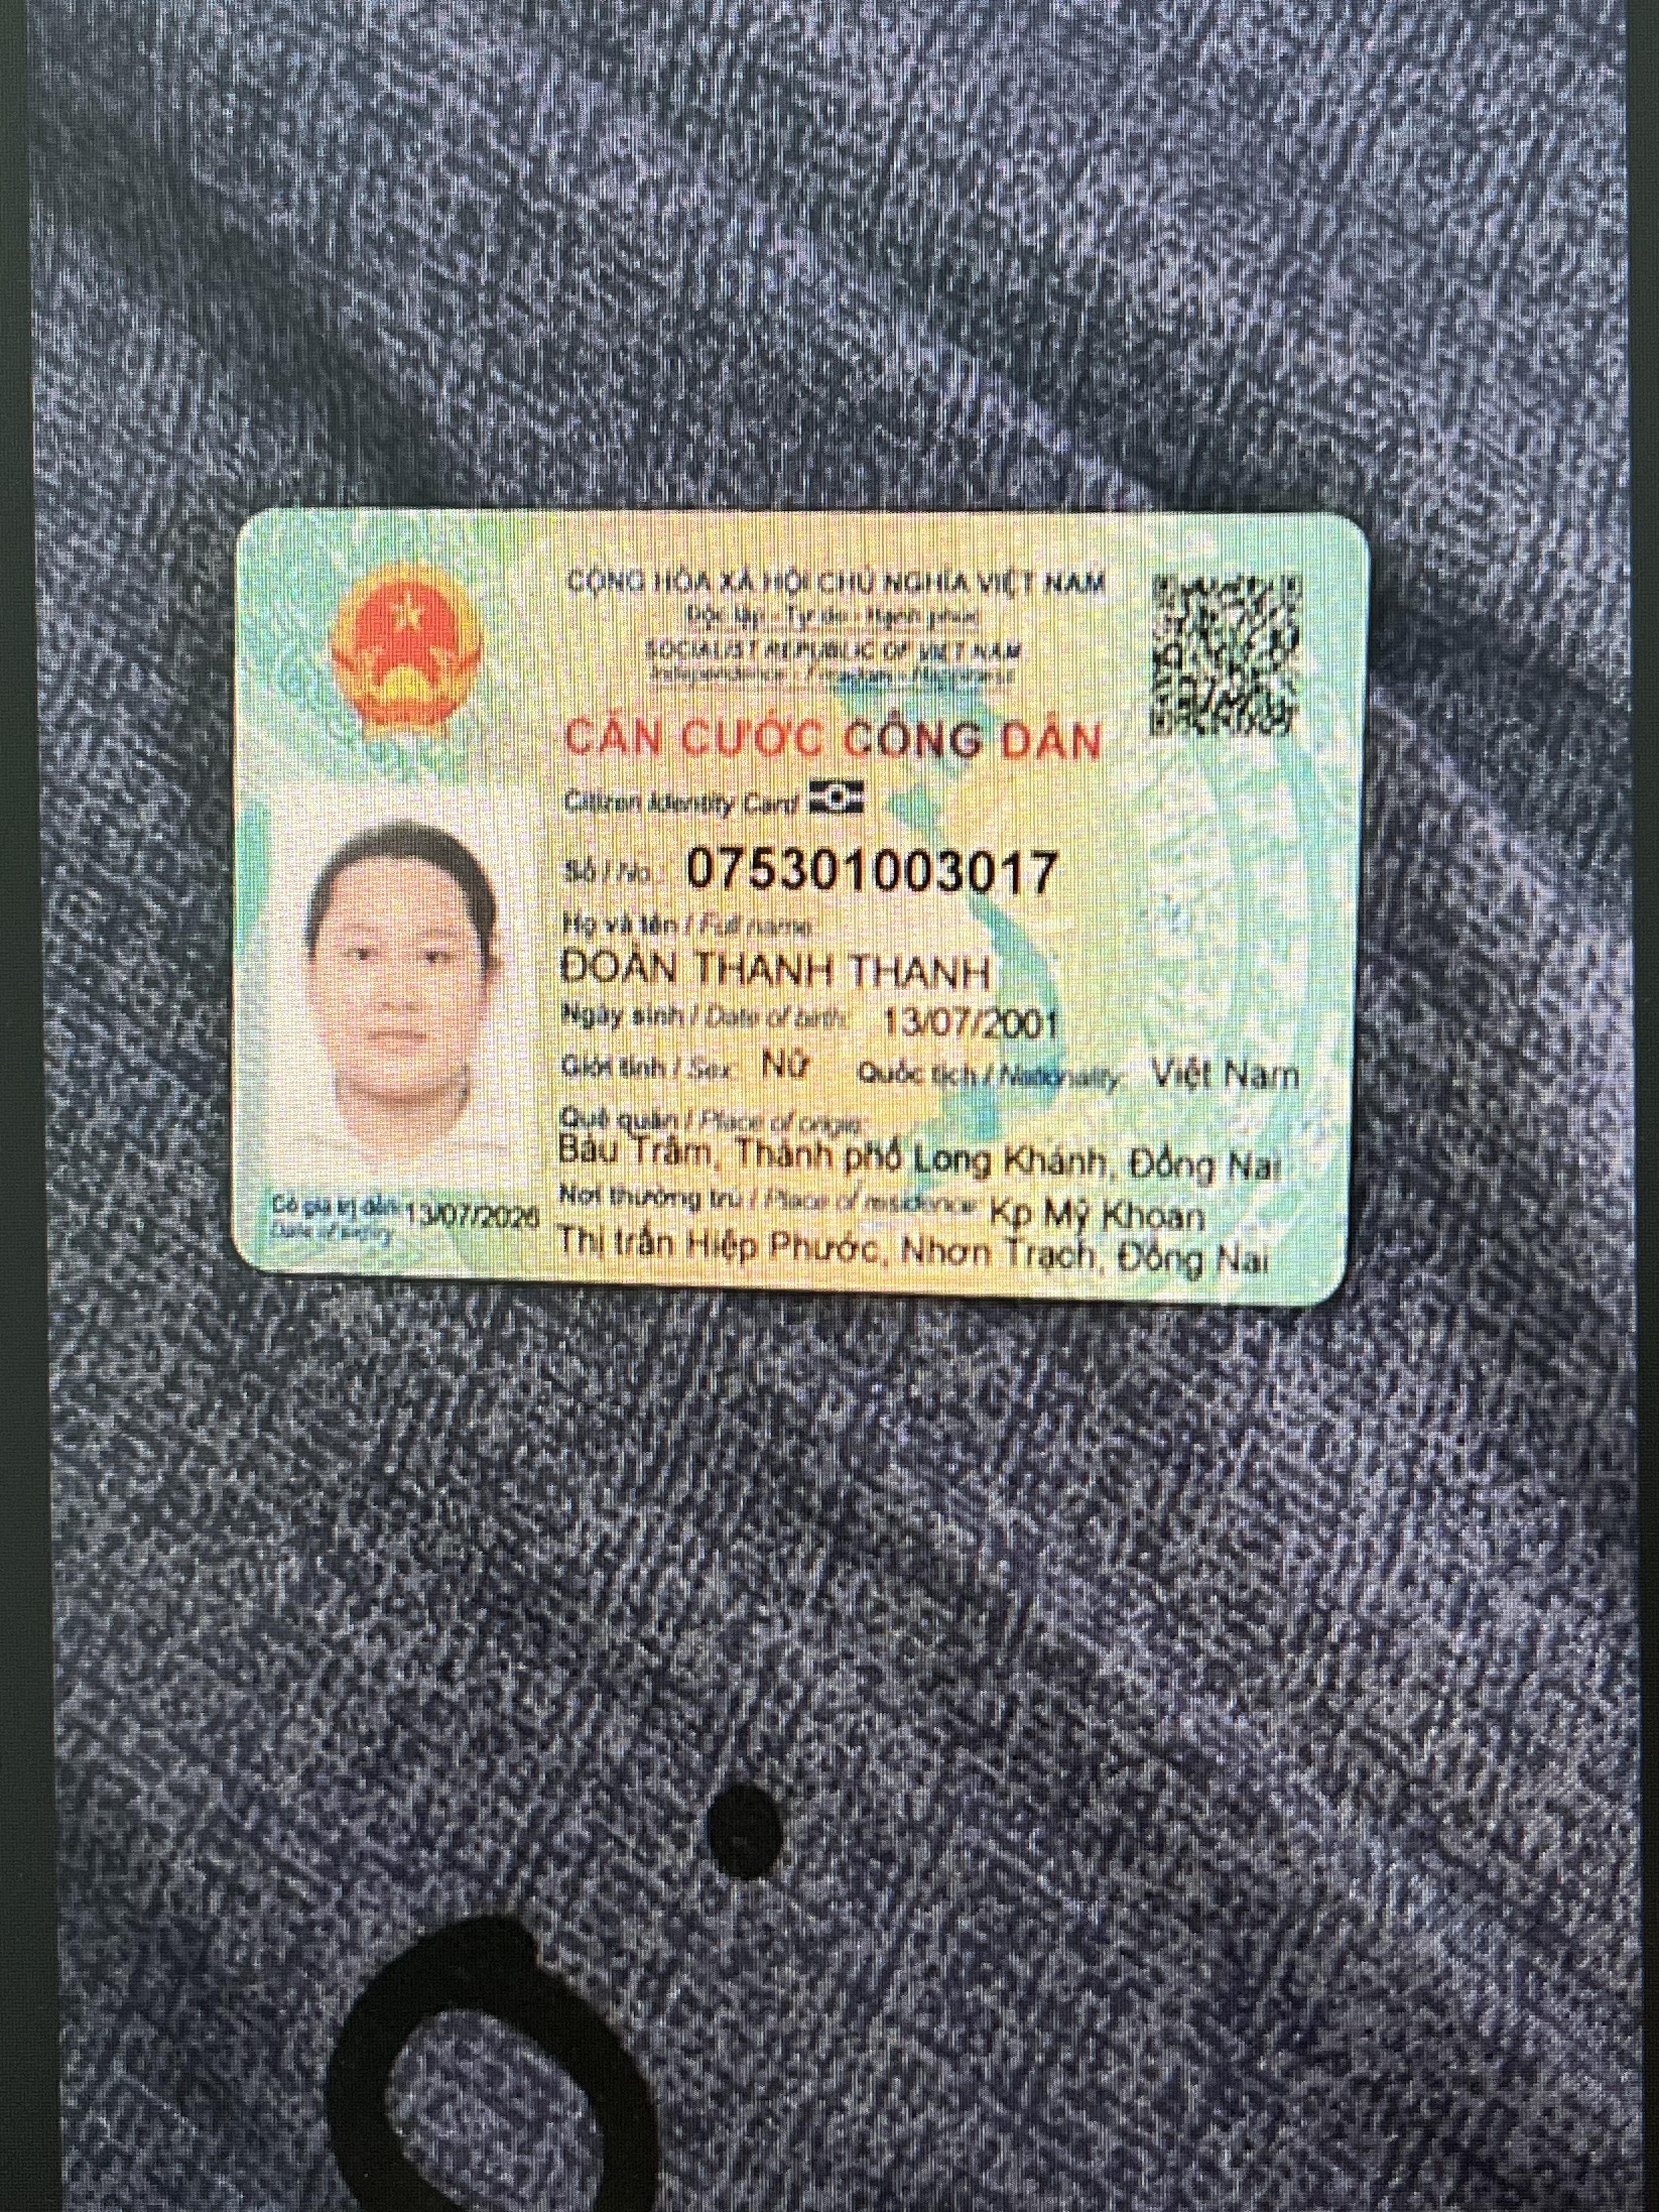 CỘNG HÒA XÃ HỘI CHỦ NGHĨA VIỆT NAM
Độc lập - Tự do - Hạnh phúc
SOCIALIST REPUBLIC OF VIET NAM
Independence - Freedom - Happiness
CĂN CƯỚC CÔNG DÂN
Citizen Identity Card
Số / No.: 075301003017
Họ và tên / Full name:
ĐOÀN THANH THANH
Ngày sinh / Date of birth: 13/07/2001
Giới tính / Sex: Nữ Quốc tịch / Nationality: Việt Nam
Quê quán / Place of origin:
Bàu Trâm, Thành phố Long Khánh, Đồng Nai
Nơi thường trú / Place of residence: Kp Mỹ Khoan
Thị trấn Hiệp Phước, Nhơn Trạch, Đồng Nai
Có giá trị đến: 13/07/2026
Date of expiry